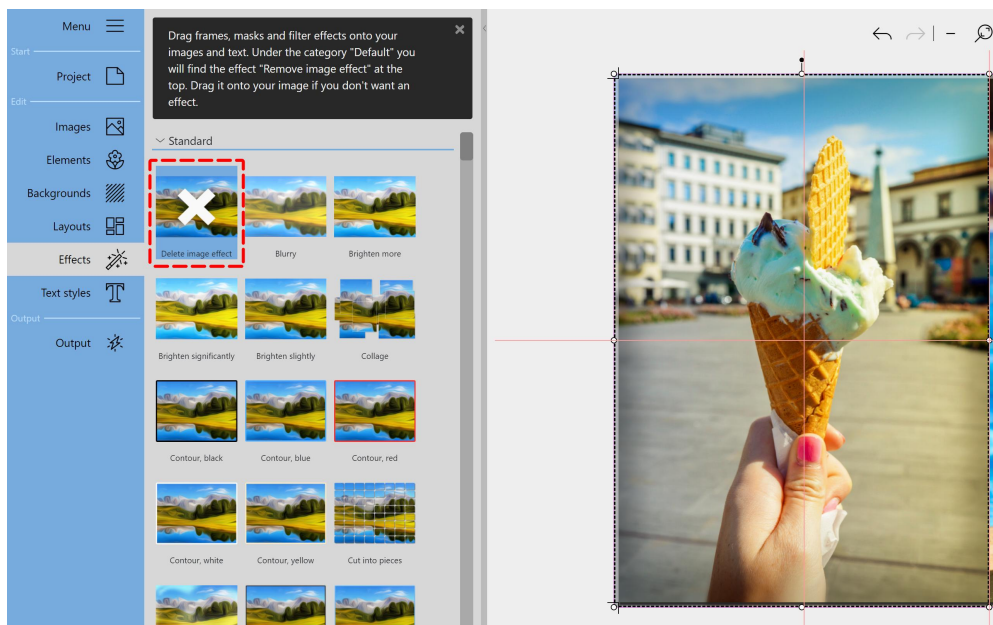 Menu
Start
Project
Edit
Images
Elements
Backgrounds
Layouts
Effects
Text styles
Output
Output
Drag frames, masks and filter effects onto your
images and text. Under the category "Default" you
will find the effect "Remove image effect" at the
top. Drag it onto your image if you don't want an
effect.
Standard
Delete image effect
Blurry
Brighten more
Brighten significantly
Brighten slightly
Collage
Contour, black
Contour, blue
Contour, red
Contour, white
Contour, yellow
Cut into pieces